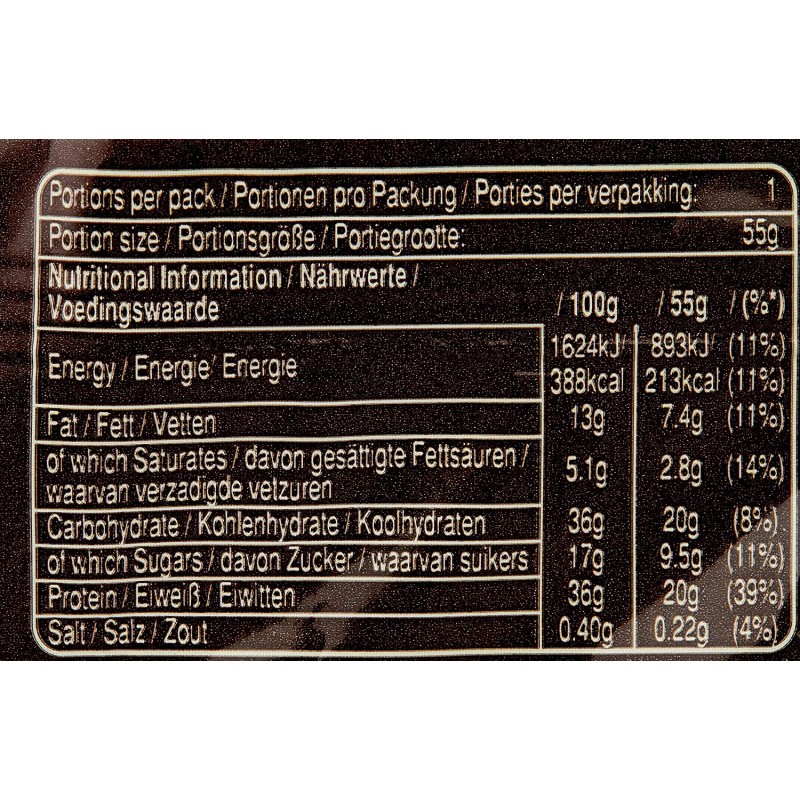 Portions per pack / Portionen pro Packung / Porties per verpakking: 1
Portion size / Portionsgröße / Portiegrootte: 55g
Nutritional Information / Nährwerte /
Voedingswaarde / 100g / 55g / (%*)
Energy / Energie / Energie 1624kJ 893kJ (11%)
388kcal 213kcal (11%)
Fat / Fett / Vetten 13g 7.4g (11%)
of which Saturates / davon gesättigte Fettsäuren /
waarvan verzadigde vetzuren 5.1g 2.8g (14%)
Carbohydrate / Kohlenhydrate / Koolhydraten 36g 20g (8%)
of which Sugars / davon Zucker / waarvan suikers 17g 9.5g (11%)
Protein / Eiweiß / Eiwitten 36g 20g (39%)
Salt / Salz / Zout 0.40g 0.22g (4%)